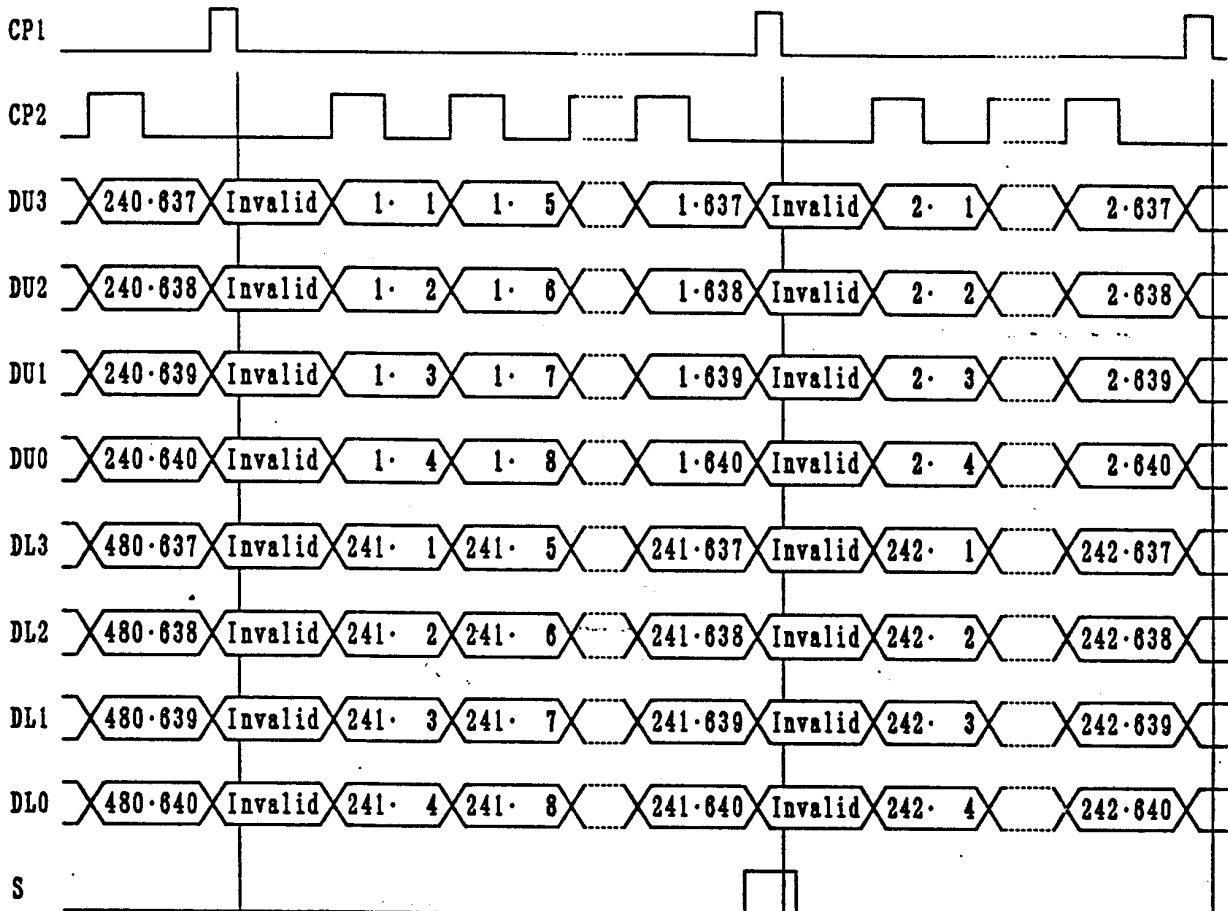 CP1
CP2
DU3 240·637 Invalid 1· 1 1· 5 1·637 Invalid 2· 1 2·637
DU2 240·638 Invalid 1· 2 1· 6 1·638 Invalid 2· 2 2·638
DU1 240·639 Invalid 1· 3 1· 7 1·639 Invalid 2· 3 2·639
DU0 240·640 Invalid 1· 4 1· 8 1·640 Invalid 2· 4 2·640
DL3 480·637 Invalid 241· 1 241· 5 241·637 Invalid 242· 1 242·637
DL2 480·638 Invalid 241· 2 241· 6 241·638 Invalid 242· 2 242·638
DL1 480·639 Invalid 241· 3 241· 7 241·639 Invalid 242· 3 242·639
DL0 480·640 Invalid 241· 4 241· 8 241·640 Invalid 242· 4 242·640
S